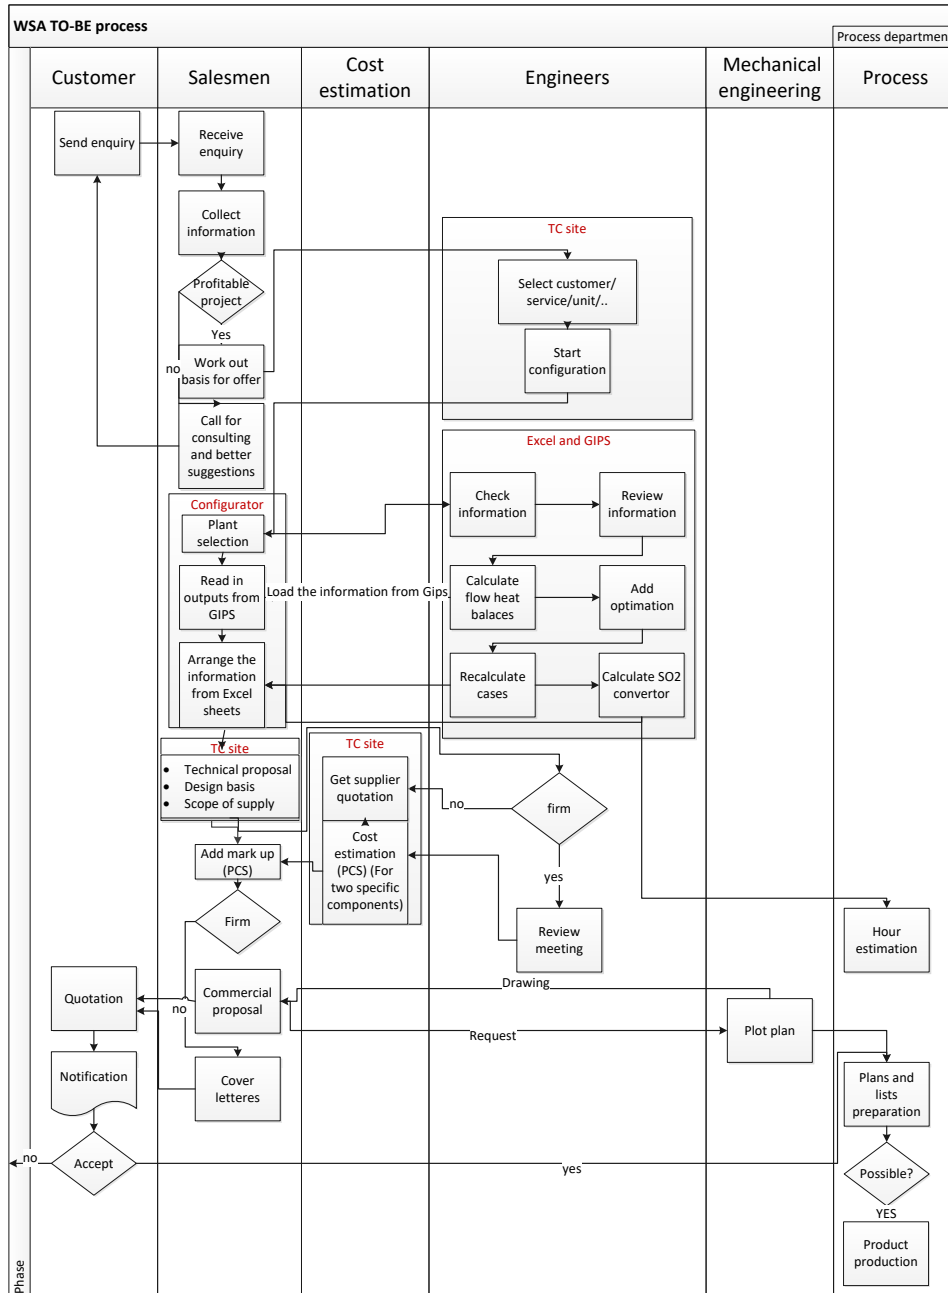 WSA TO-BE process
Process departmen
Customer
Salesmen
Cost
estimation
Engineers
Mechanical
engineering
Process
Send enquiry
Receive
enquiry
Collect
information
Profitable
project
Yes
no
Work out
basis for offer
Call for
consulting
and better
suggestions
TC site
Select customer/
service/unit/..
Start
configuration
Excel and GIPS
Check
information
Review
information
Calculate
flow heat
balaces
Add
optimation
Recalculate
cases
Calculate SO2
convertor
Configurator
Plant
selection
Read in
outputs from
GIPS
Load the information from Gips
Arrange the
information
from Excel
sheets
TC site
• Technical proposal
• Design basis
• Scope of supply
TC site
Get supplier
quotation
Cost
estimation
(PCS) (For
two specific
components)
no
firm
yes
Review
meeting
Hour
estimation
Add mark up
(PCS)
Firm
no
Commercial
proposal
Cover
letteres
Quotation
Notification
Accept
no
yes
Drawing
Request
Plot plan
Plans and
lists
preparation
Possible?
YES
Product
production
Phase